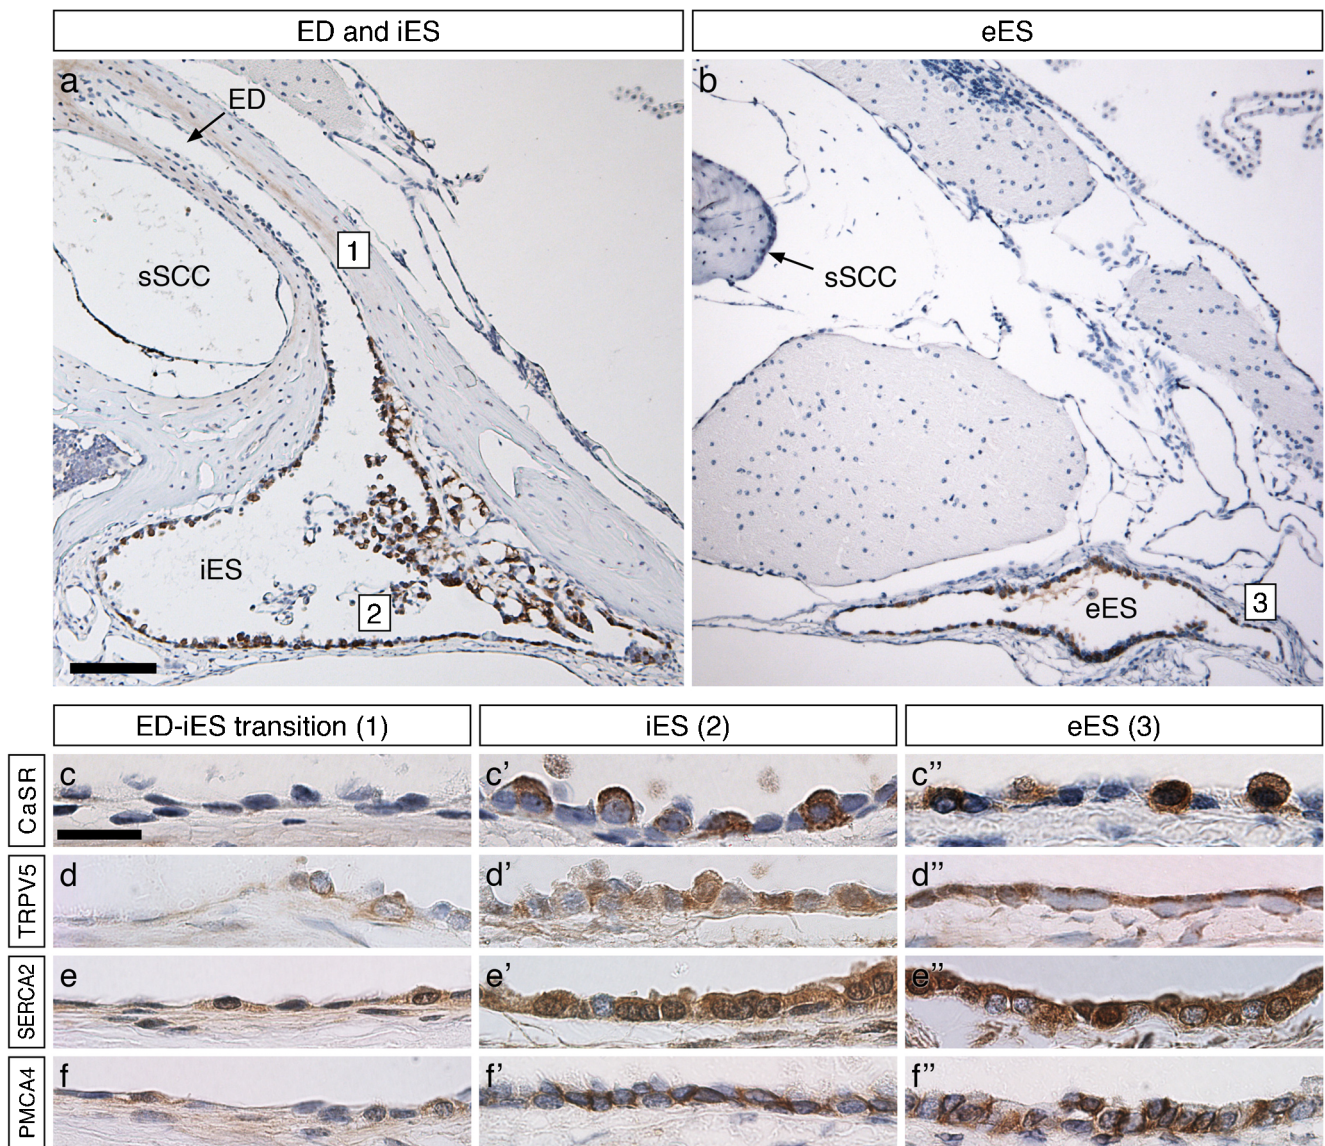 ED and iES
eES
a
ED
1
sSCC
iES
2
b
sSCC
eES
3
ED-iES transition (1)
iES (2)
eES (3)
CaSR
c
c’
c’’
TRPV5
d
d’
d’’
SERCA2
e
e’
e’’
PMCA4
f
f’
f’’